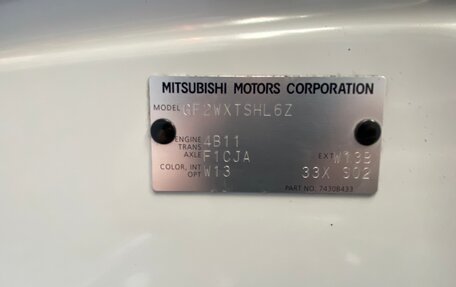 MITSUBISHI MOTORS CORPORATION
MODEL GF2WXTSHL6Z
ENGINE 4B11
TRANS AXLE F1CJA EXT W13B
COLOR, INT OPT W13 33X S02
PART NO. 7430B433